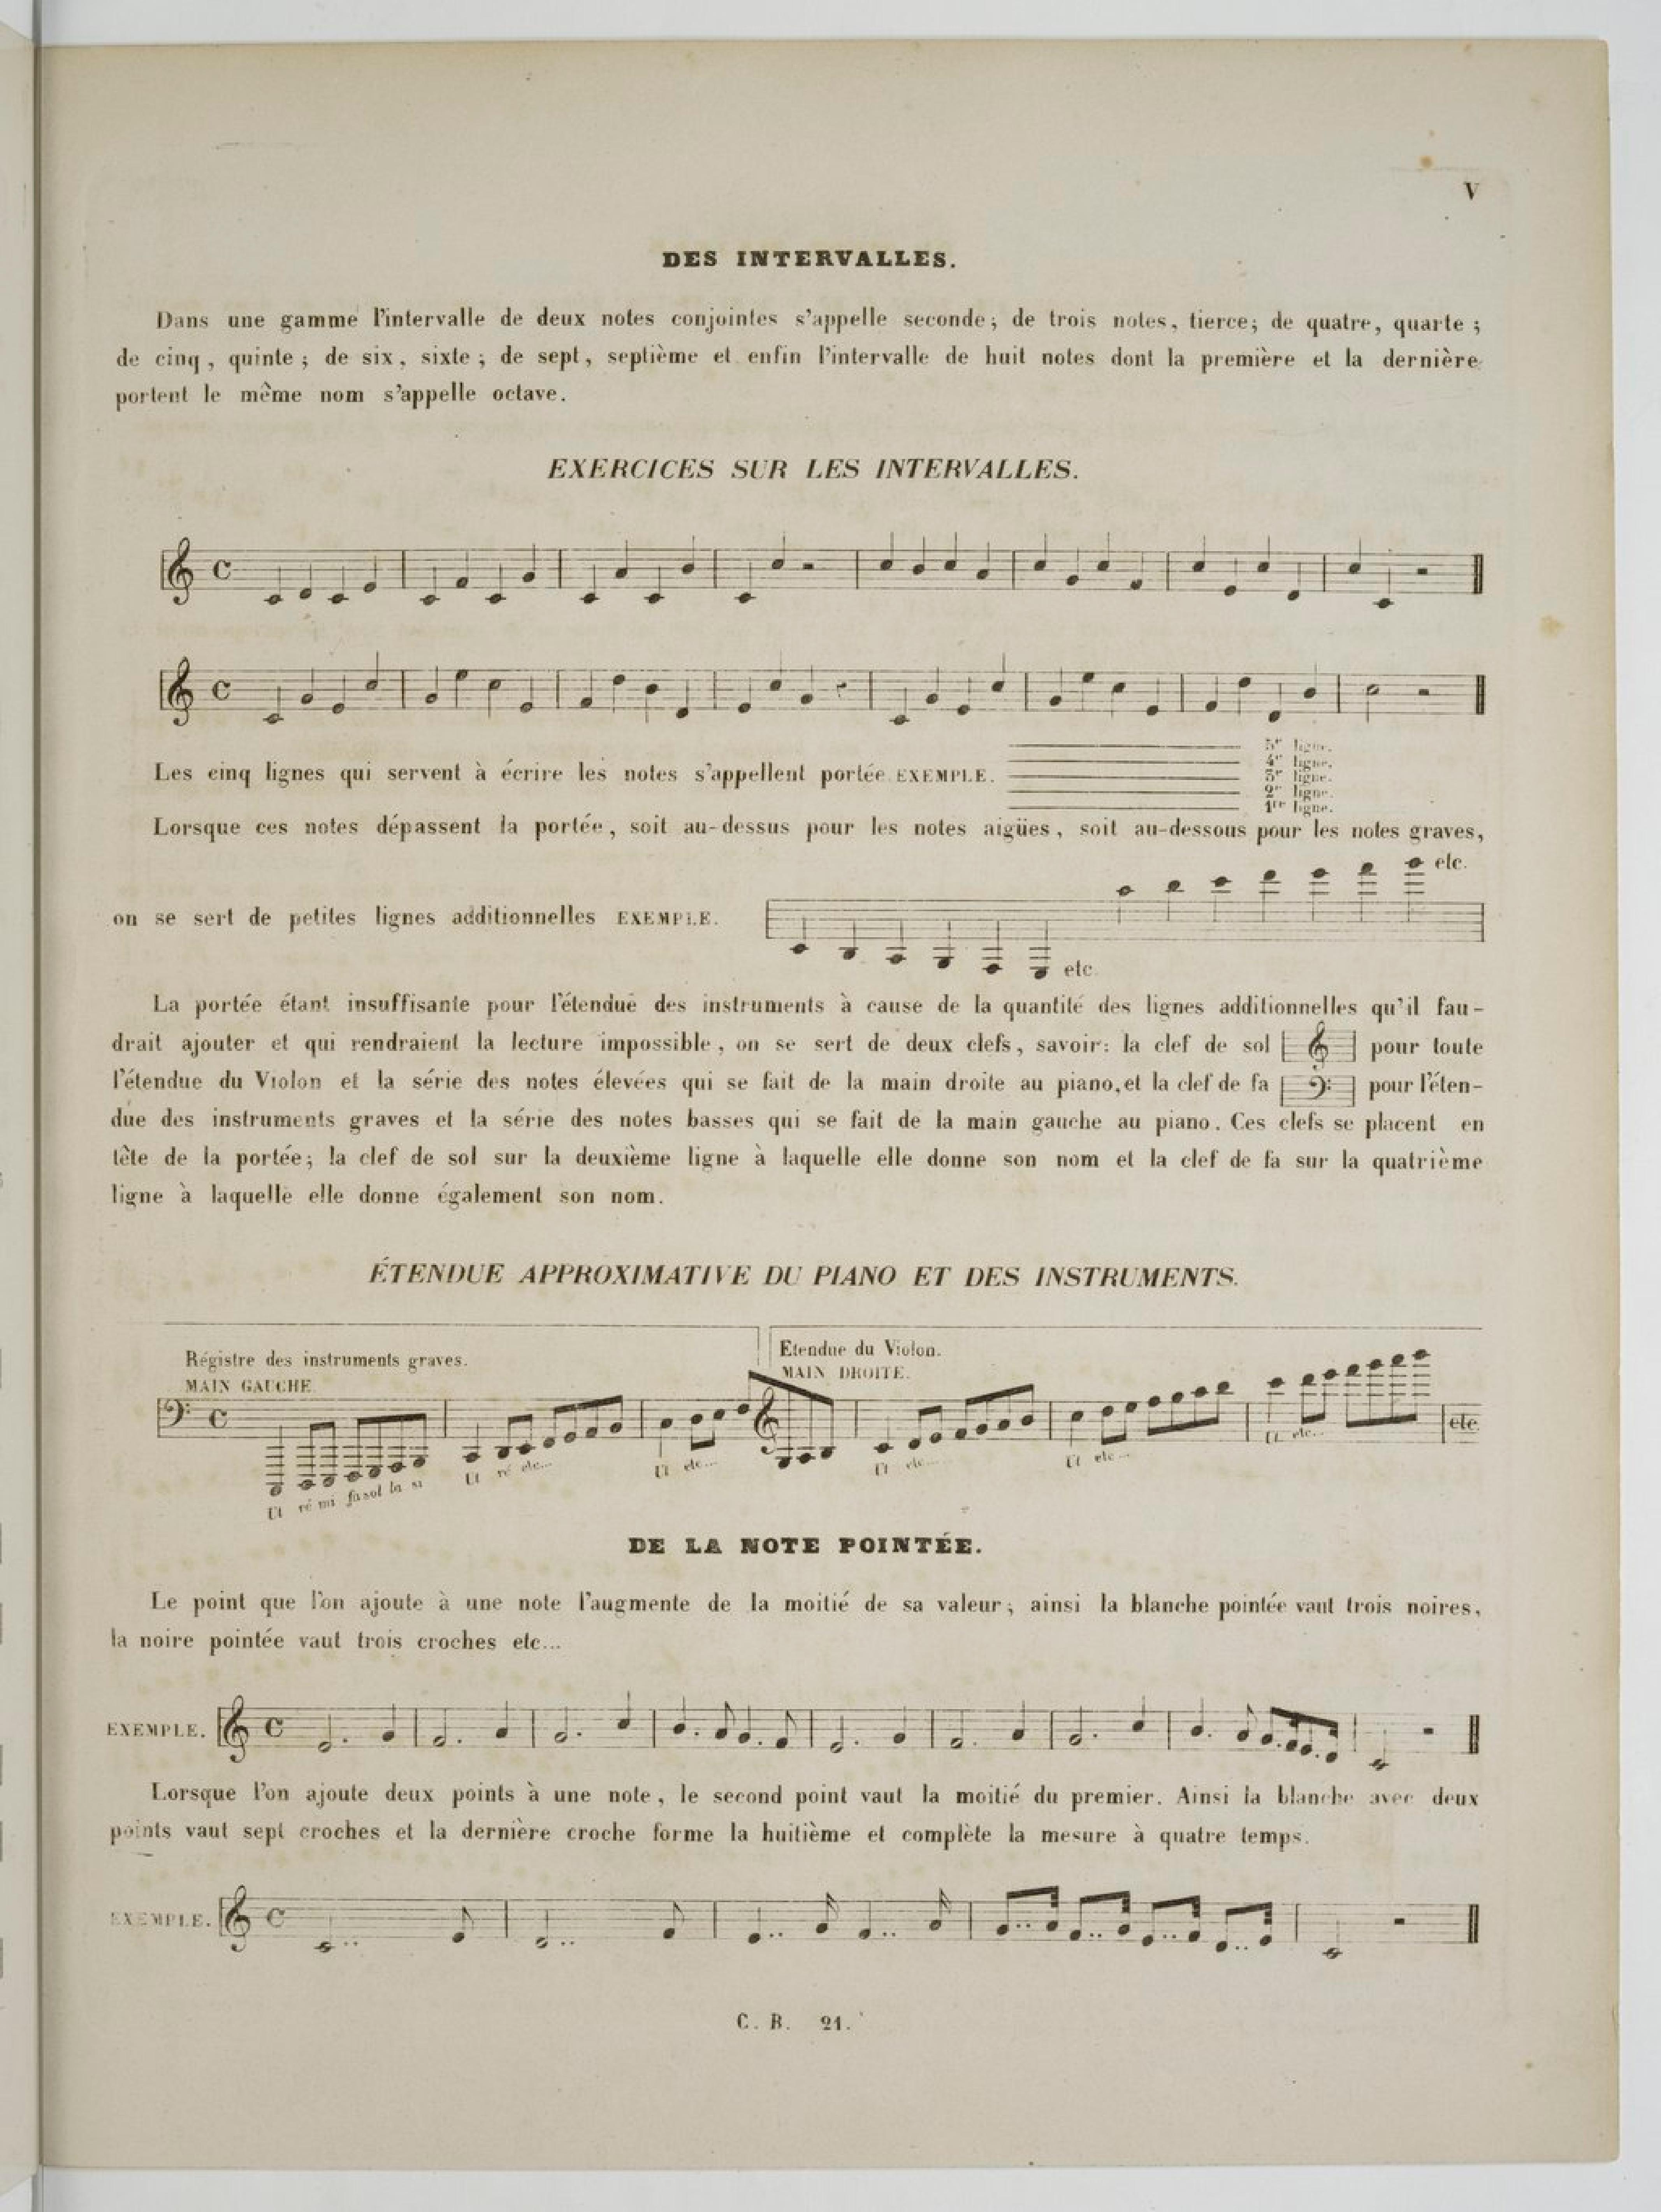 V
DES INTERVALLES.
Dans une gamme l'intervalle de deux notes conjointes s'appelle seconde; de trois notes, tierce; de quatre, quarte;
de cinq, quinte; de six, sixte; de sept, septième et enfin l'intervalle de huit notes dont la première et la dernière
portent le même nom s'appelle octave.
EXERCICES SUR LES INTERVALLES.
Les cinq lignes qui servent à écrire les notes s'appellent portée EXEMPLE.
5e ligne.
4e ligne.
3e ligne.
2e ligne.
1re ligne.
Lorsque ces notes dépassent la portée, soit au-dessus pour les notes aigües, soit au-dessous pour les notes graves,
etc.
on se sert de petites lignes additionnelles EXEMPLE.
etc
La portée étant insuffisante pour l'étendue des instruments à cause de la quantité des lignes additionnelles qu'il fau-
drait ajouter et qui rendraient la lecture impossible, on se sert de deux clefs, savoir: la clef de sol pour toute
l'étendue du Violon et la série des notes élevées qui se fait de la main droite au piano, et la clef de fa pour l'éten-
due des instruments graves et la série des notes basses qui se fait de la main gauche au piano. Ces clefs se placent en
tête de la portée; la clef de sol sur la deuxième ligne à laquelle elle donne son nom et la clef de fa sur la quatrième
ligne à laquelle elle donne également son nom.
ÉTENDUE APPROXIMATIVE DU PIANO ET DES INSTRUMENTS.
Régistre des instruments graves.
MAIN GAUCHE
Etendue du Violon.
MAIN DROITE.
etc.
Ut ré mi fa sol la si Ut ré etc... Ut etc... Ut etc... Ut etc... Ut etc...
DE LA NOTE POINTÉE.
Le point que l'on ajoute à une note l'augmente de la moitié de sa valeur; ainsi la blanche pointée vaut trois noires,
la noire pointée vaut trois croches etc...
EXEMPLE.
Lorsque l'on ajoute deux points à une note, le second point vaut la moitié du premier. Ainsi la blanche avec deux
points vaut sept croches et la dernière croche forme la huitième et complète la mesure à quatre temps.
EXEMPLE.
C. B. 21.